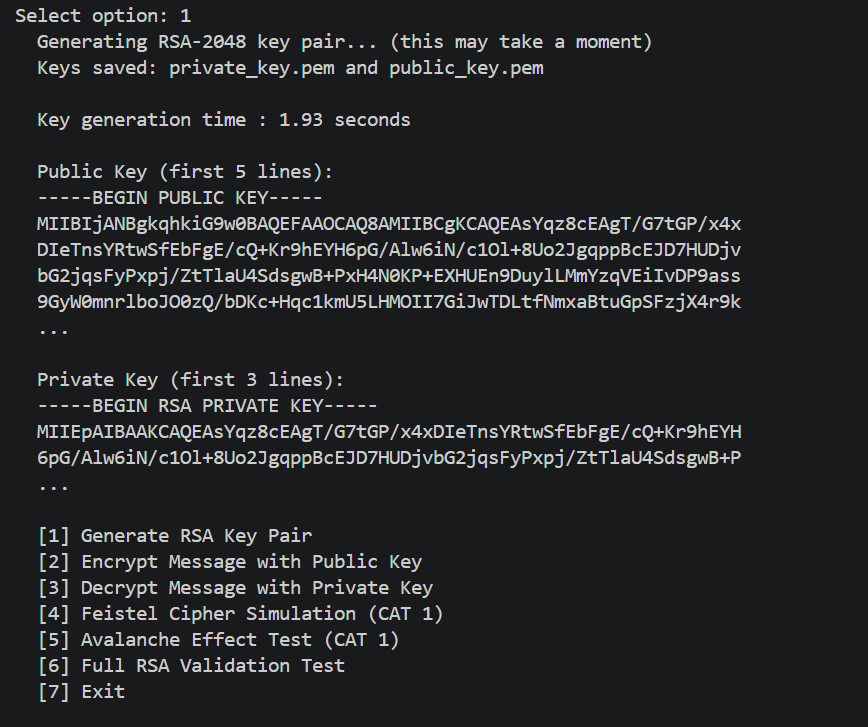 Select option: 1
Generating RSA-2048 key pair... (this may take a moment)
Keys saved: private_key.pem and public_key.pem
Key generation time : 1.93 seconds
Public Key (first 5 lines):
-----BEGIN PUBLIC KEY-----
MIIBIjANBgkqhkiG9w0BAQEFAAOCAQ8AMIIBCgKCAQEAsYqz8cEAgT/G7tGP/x4x
DIeTnsYRtwSfEbFgE/cQ+Kr9hEYH6pG/Alw6iN/c1Ol+8Uo2JgqppBcEJD7HUDjv
bG2jqsFyPxpj/ZtTlaU4SdsgwB+PxH4N0KP+EXHUEn9DuylLMmYzqVEiIvDP9ass
9GyW0mnrlboJO0zQ/bDKc+Hqc1kmU5LHMOII7GiJwTDLtfNmxaBtuGpSFzjX4r9k
...
Private Key (first 3 lines):
-----BEGIN RSA PRIVATE KEY-----
MIIEpAIBAAKCAQEAsYqz8cEAgT/G7tGP/x4xDIeTnsYRtwSfEbFgE/cQ+Kr9hEYH
6pG/Alw6iN/c1Ol+8Uo2JgqppBcEJD7HUDjvbG2jqsFyPxpj/ZtTlaU4SdsgwB+P
...
[1] Generate RSA Key Pair
[2] Encrypt Message with Public Key
[3] Decrypt Message with Private Key
[4] Feistel Cipher Simulation (CAT 1)
[5] Avalanche Effect Test (CAT 1)
[6] Full RSA Validation Test
[7] Exit